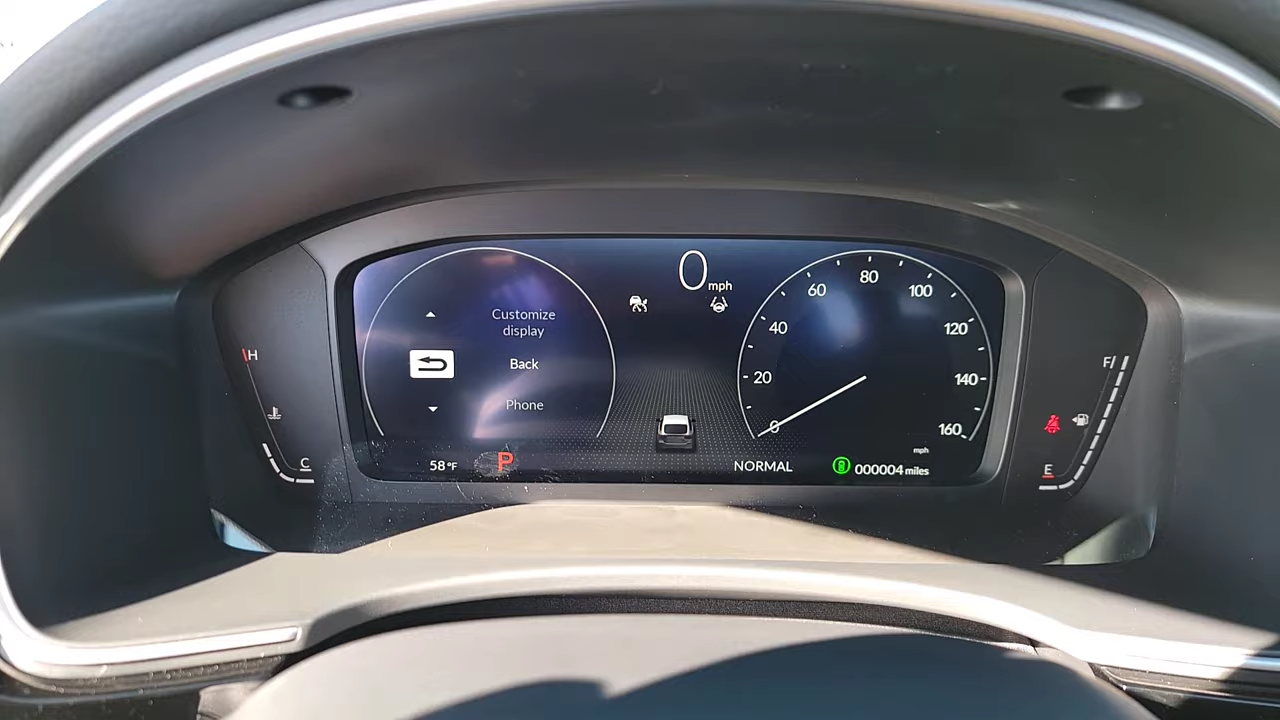 0 mph
Customize
display
Back
Phone
0
20
40
60
80
100
120
140
160
mph
H
C
F
E
58°F
P
NORMAL
000004 miles